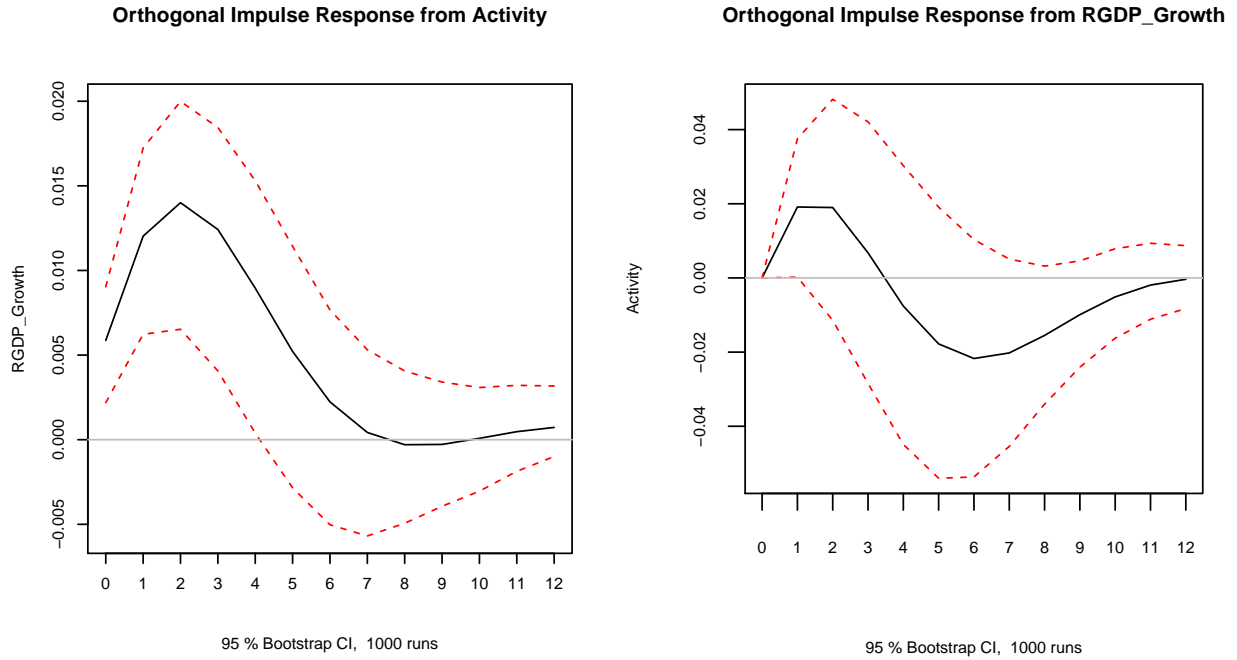 Orthogonal Impulse Response from Activity
RGDP_Growth
0.020
0.015
0.010
0.005
0.000
−0.005
0 1 2 3 4 5 6 7 8 9 10 11 12
95 % Bootstrap CI,  1000 runs
Orthogonal Impulse Response from RGDP_Growth
Activity
0.04
0.02
0.00
−0.02
−0.04
0 1 2 3 4 5 6 7 8 9 10 11 12
95 % Bootstrap CI,  1000 runs